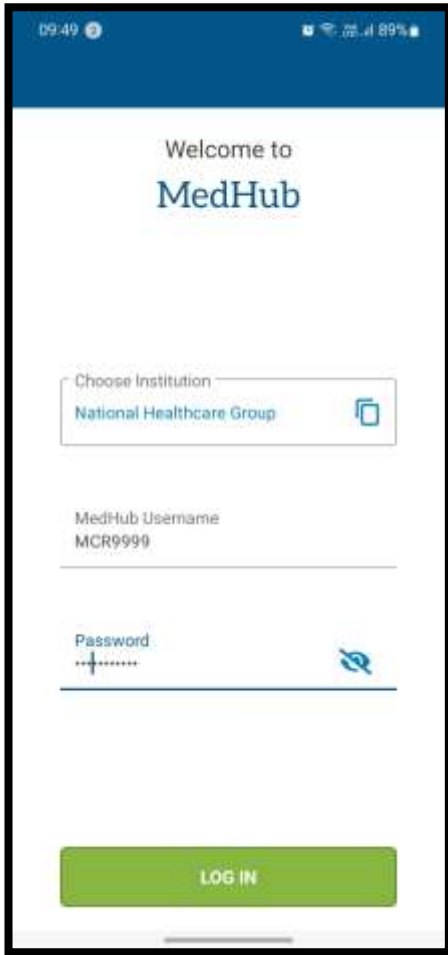 09:49 89%
Welcome to
MedHub
Choose Institution
National Healthcare Group
MedHub Username
MCR9999
Password
LOG IN